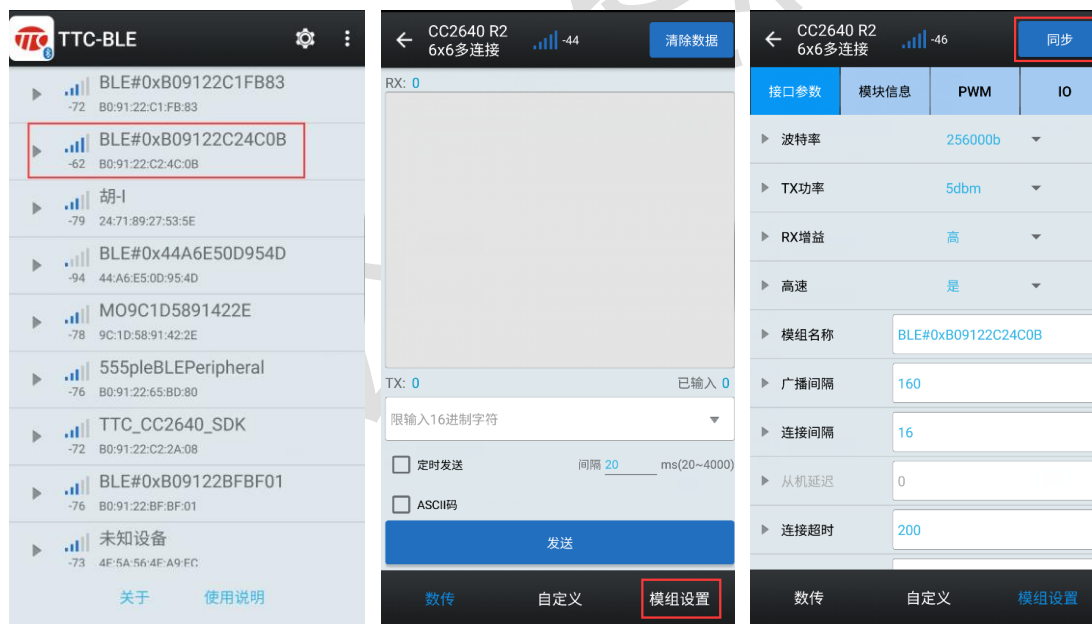 TTC
TTC-BLE
BLE#0xB09122C1FB83
-72 B0:91:22:C1:FB:83
BLE#0xB09122C24C0B
-62 B0:91:22:C2:4C:0B
胡-I
-79 24:71:89:27:53:5E
BLE#0x44A6E50D954D
-94 44:A6:E5:0D:95:4D
MO9C1D5891422E
-78 9C:1D:58:91:42:2E
555pleBLEPeripheral
-76 B0:91:22:65:BD:80
TTC_CC2640_SDK
-72 B0:91:22:C2:2A:08
BLE#0xB09122BFBF01
-76 B0:91:22:BF:BF:01
未知设备
-73 4E:5A:56:4E:A9:EC
关于 使用说明
CC2640 R2
6x6多连接
-44
清除数据
RX: 0
TX: 0 已输入 0
限输入16进制字符
定时发送 间隔 20 ms(20~4000)
ASCII码
发送
数传 自定义 模组设置
CC2640 R2
6x6多连接
-46
同步
接口参数 模块信息 PWM IO
波特率 256000b
TX功率 5dbm
RX增益 高
高速 是
模组名称 BLE#0xB09122C24C0B
广播间隔 160
连接间隔 16
从机延迟 0
连接超时 200
数传 自定义 模组设置